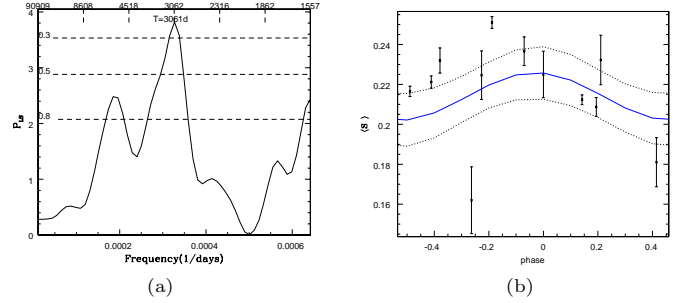 90909 8608 4518 3062 2316 1862 1557
T=3061d
4
0.3
3
0.5
0.8
2
1
0
P_LS
0.0002 0.0004 0.0006
Frequency(1/days)
(a)
0.24
0.22
0.2
0.18
0.16
⟨S⟩
-0.4 -0.2 0 0.2 0.4
phase
(b)